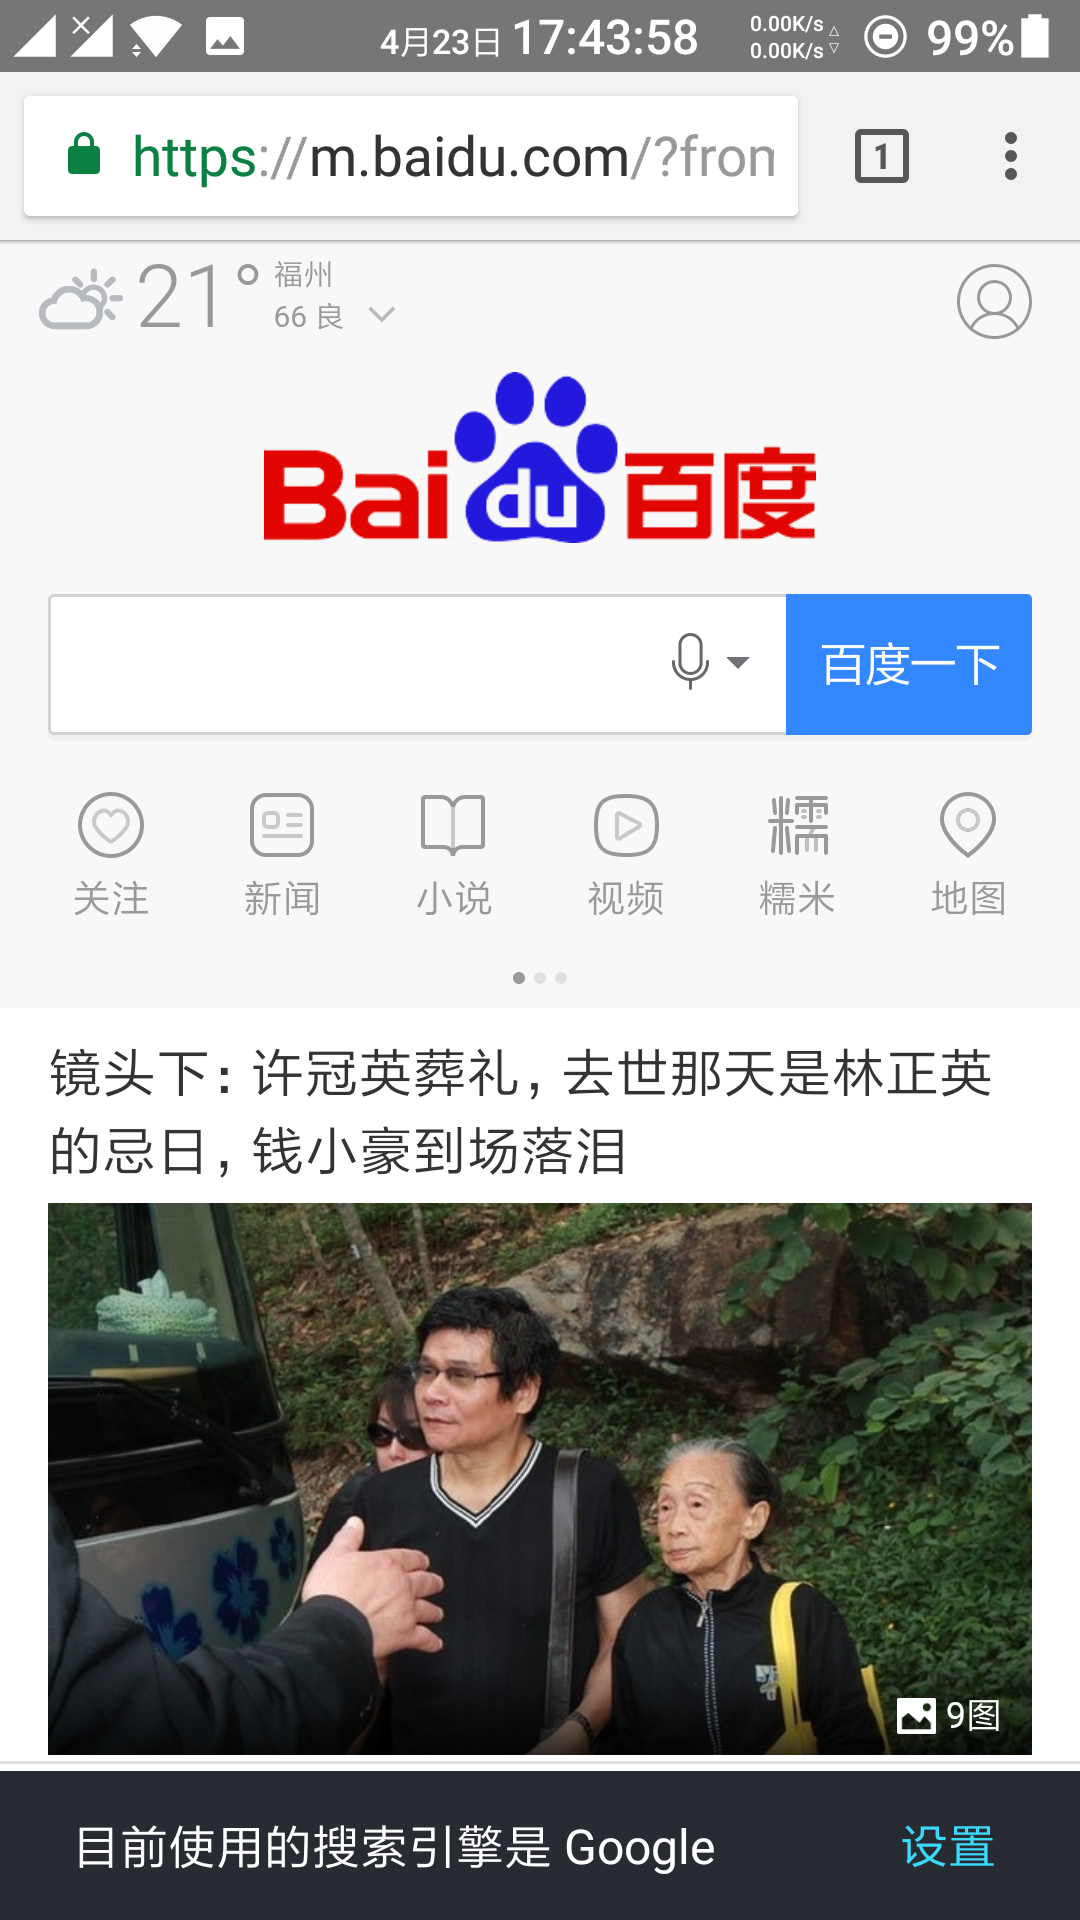 4月23日 17:43:58 0.00K/s 0.00K/s 99%
https://m.baidu.com/?fron
1
21° 福州
66 良
Bai du 百度
百度一下
关注 新闻 小说 视频 糯米 地图
镜头下：许冠英葬礼，去世那天是林正英
的忌日，钱小豪到场落泪
9图
目前使用的搜索引擎是 Google 设置